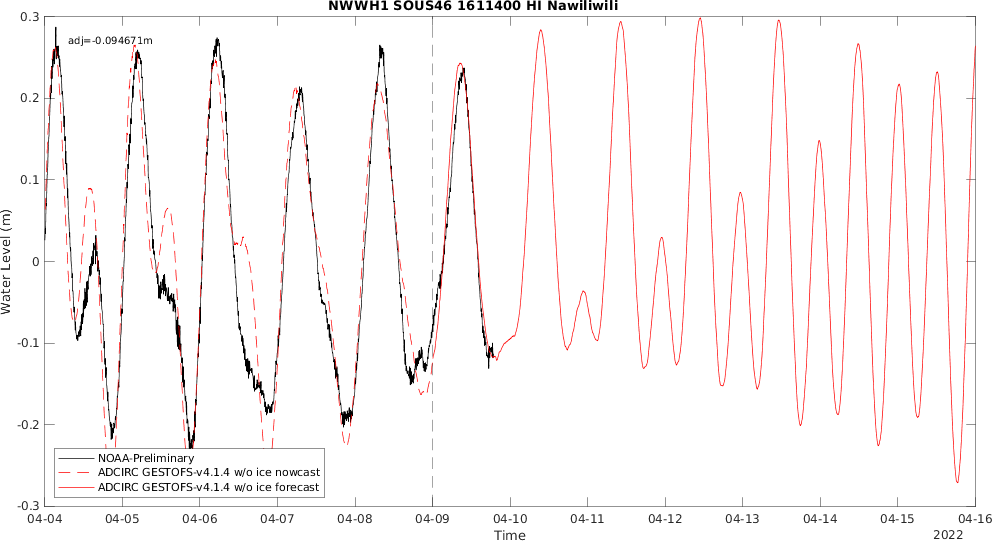 NWWH1 SOUS46 1611400 HI Nawiliwili
adj=-0.094671m
0.3
0.2
0.1
0
-0.1
-0.2
-0.3
Water Level (m)
NOAA-Preliminary
ADCIRC GESTOFS-v4.1.4 w/o ice nowcast
ADCIRC GESTOFS-v4.1.4 w/o ice forecast
04-04 04-05 04-06 04-07 04-08 04-09 04-10 04-11 04-12 04-13 04-14 04-15 04-16
Time
2022